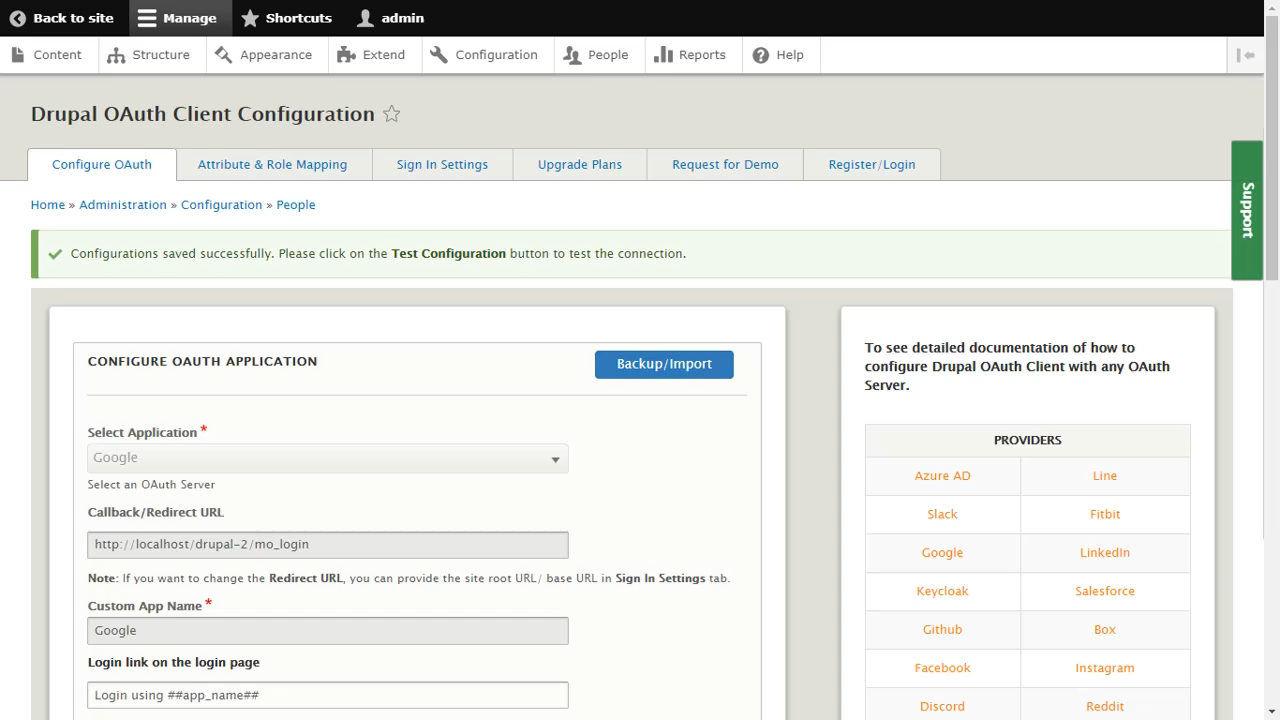 Back to site Manage Shortcuts admin
Content Structure Appearance Extend Configuration People Reports Help
Drupal OAuth Client Configuration
Configure OAuth Attribute & Role Mapping Sign In Settings Upgrade Plans Request for Demo Register/Login
Home » Administration » Configuration » People
Support
Configurations saved successfully. Please click on the Test Configuration button to test the connection.
CONFIGURE OAUTH APPLICATION
Backup/Import
Select Application *
Google
Select an OAuth Server
Callback/Redirect URL
http://localhost/drupal-2/mo_login
Note: If you want to change the Redirect URL, you can provide the site root URL/ base URL in Sign In Settings tab.
Custom App Name *
Google
Login link on the login page
Login using ##app_name##
To see detailed documentation of how to
configure Drupal OAuth Client with any OAuth
Server.
PROVIDERS
Azure AD Line
Slack Fitbit
Google LinkedIn
Keycloak Salesforce
Github Box
Facebook Instagram
Discord Reddit